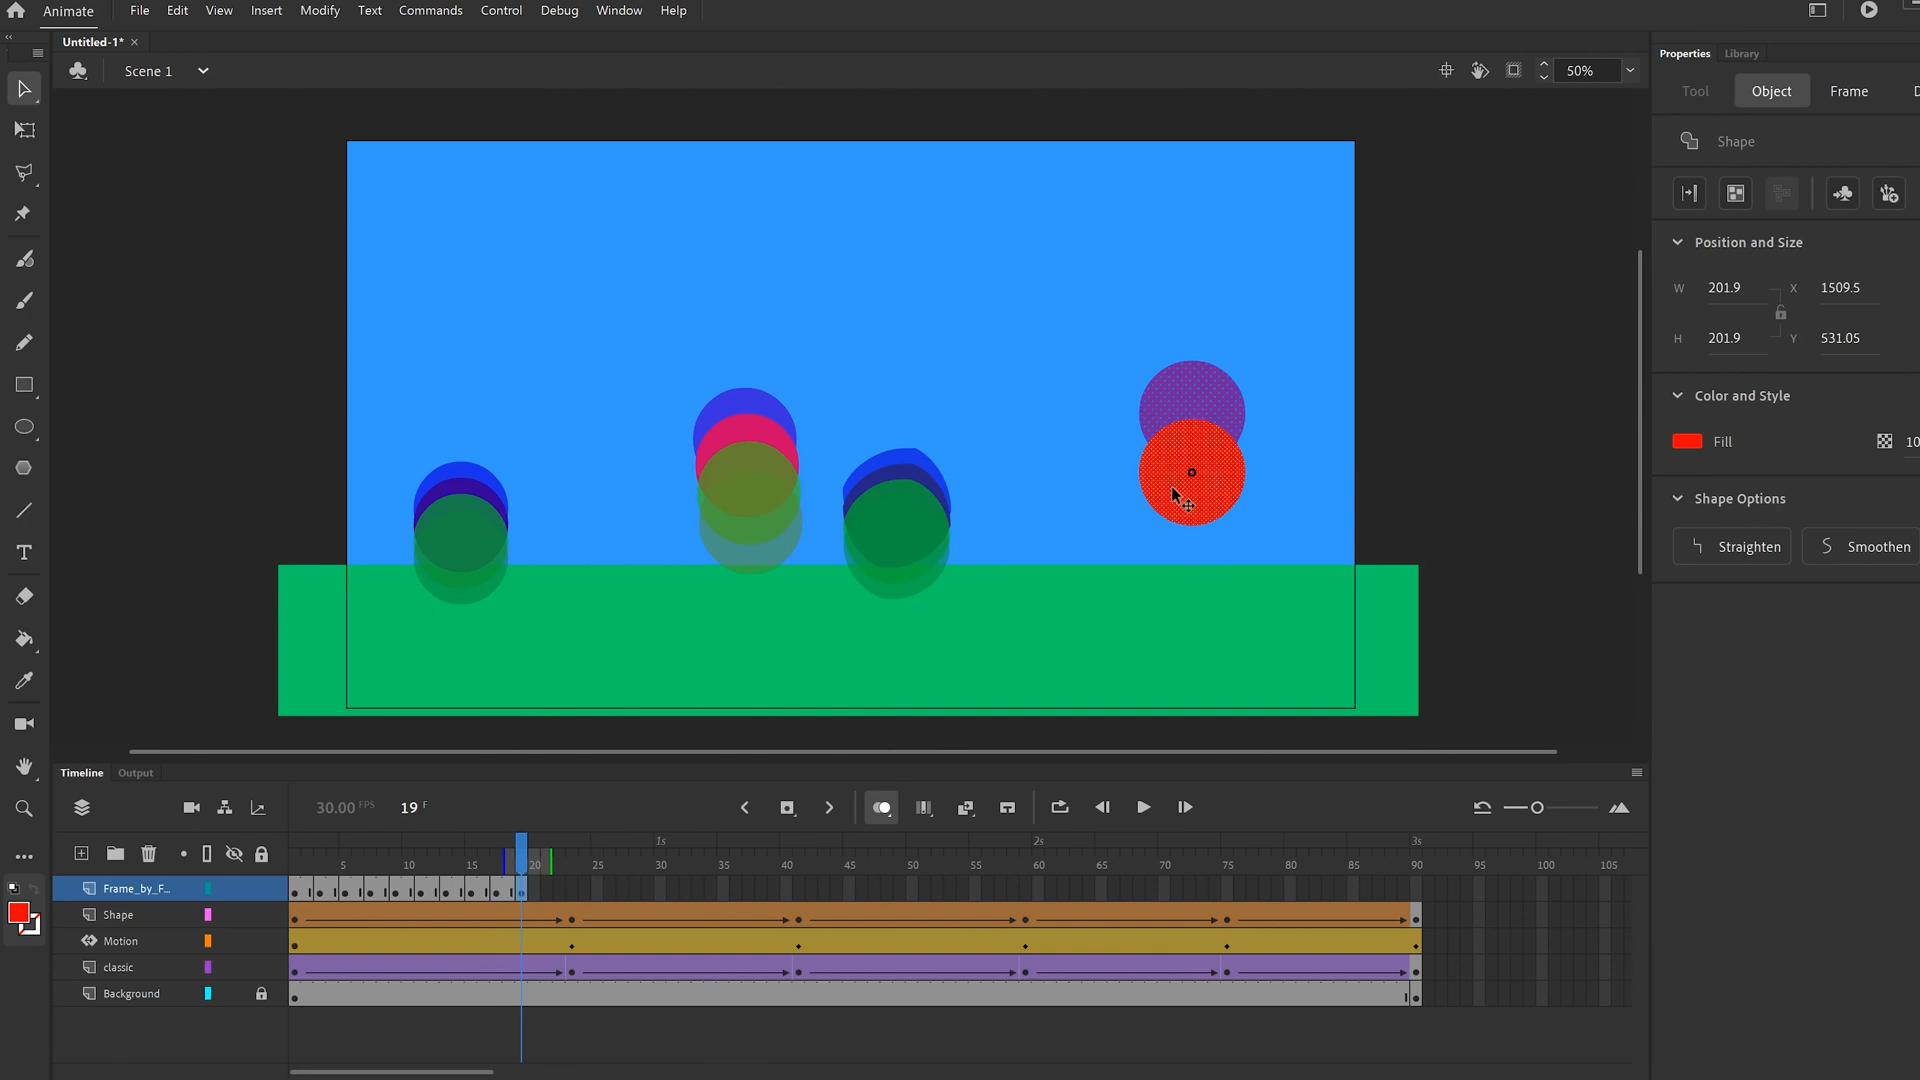 Animate File Edit View Insert Modify Text Commands Control Debug Window Help
Untitled-1* ×
Scene 1
50%
Properties Library
Tool Object Frame D
Shape
Position and Size
W 201.9 X 1509.5
H 201.9 Y 531.05
Color and Style
Fill 10
Shape Options
Straighten Smoothen
T
Timeline Output
30.00 FPS 19 F
1s 2s 3s
5 10 15 20 25 30 35 40 45 50 55 60 65 70 75 80 85 90 95 100 105
Frame_by_F...
Shape
Motion
classic
Background